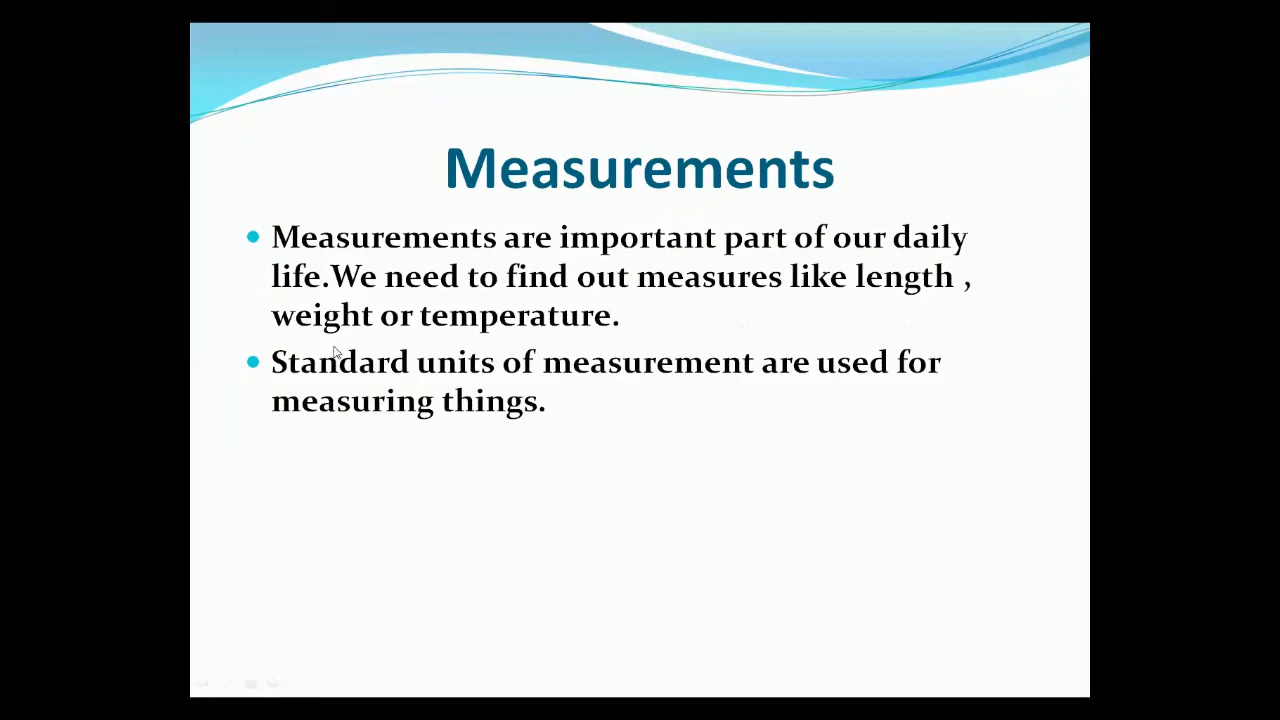 Measurements
Measurements are important part of our daily
life.We need to find out measures like length ,
weight or temperature.
Standard units of measurement are used for
measuring things.